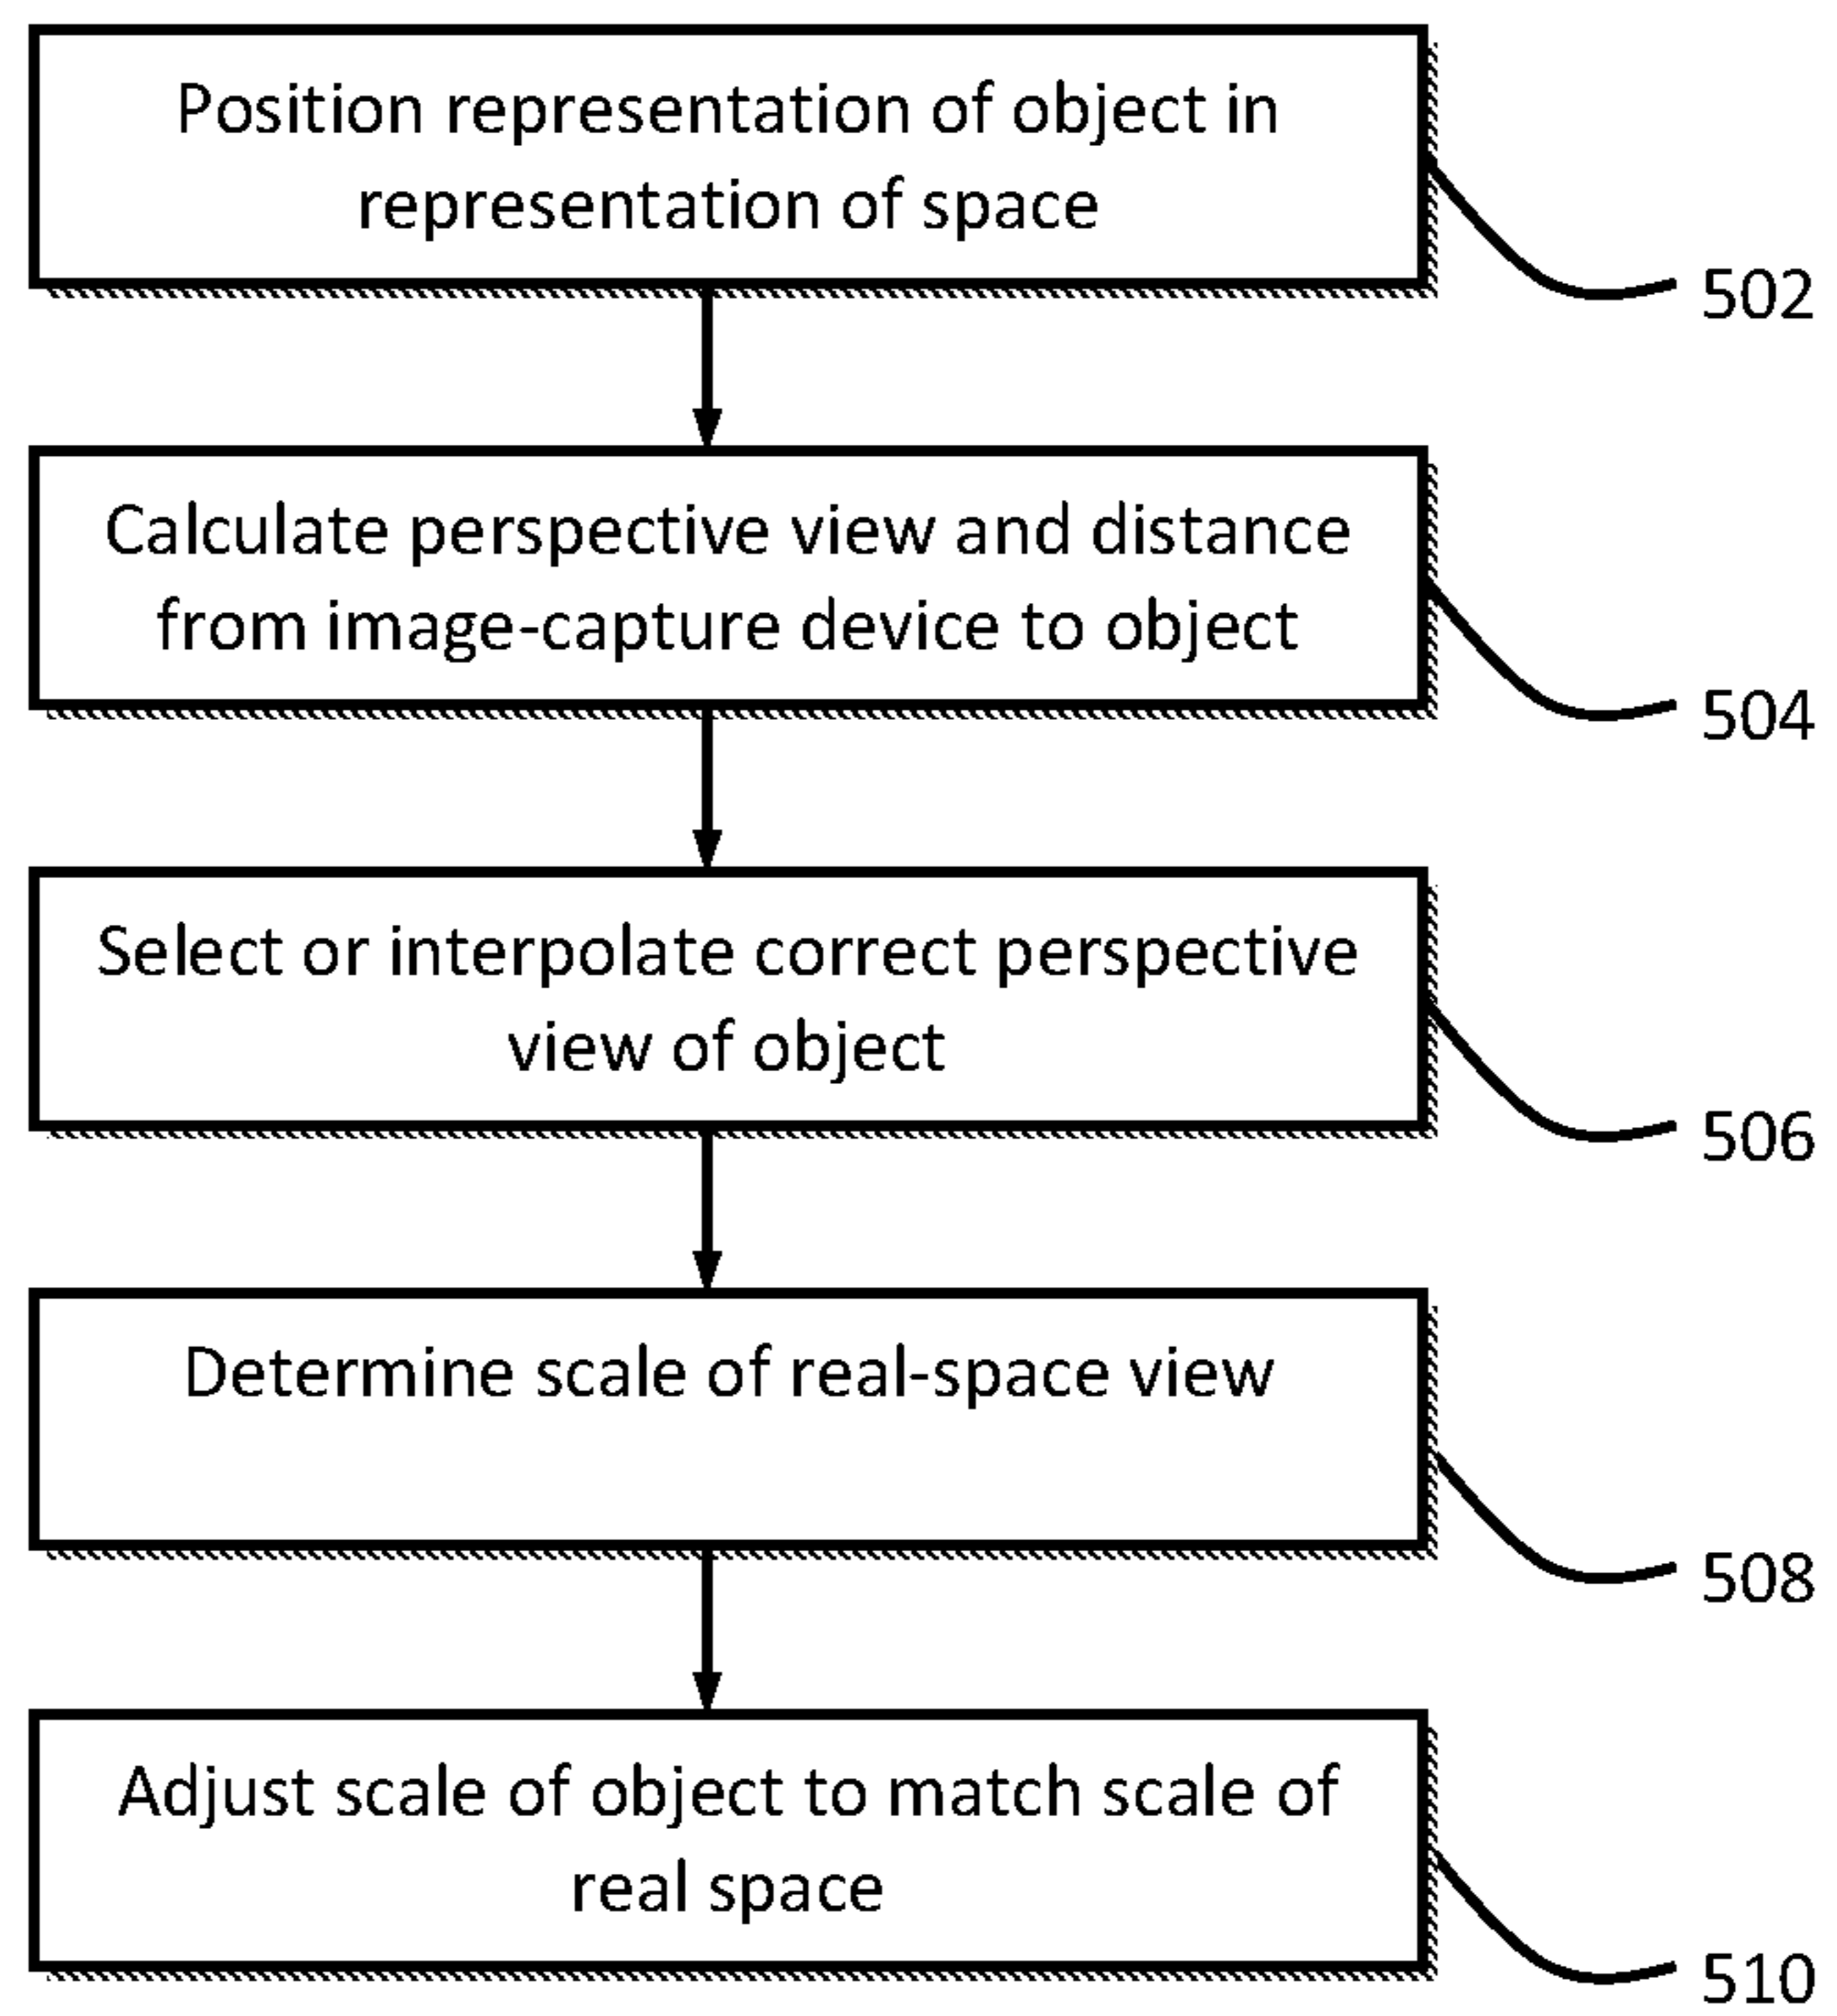 Position representation of object in
representation of space
502
Calculate perspective view and distance
from image-capture device to object
504
Select or interpolate correct perspective
view of object
506
Determine scale of real-space view
508
Adjust scale of object to match scale of
real space
510